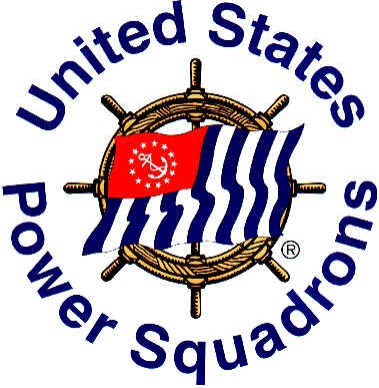 United States
Power Squadrons
®